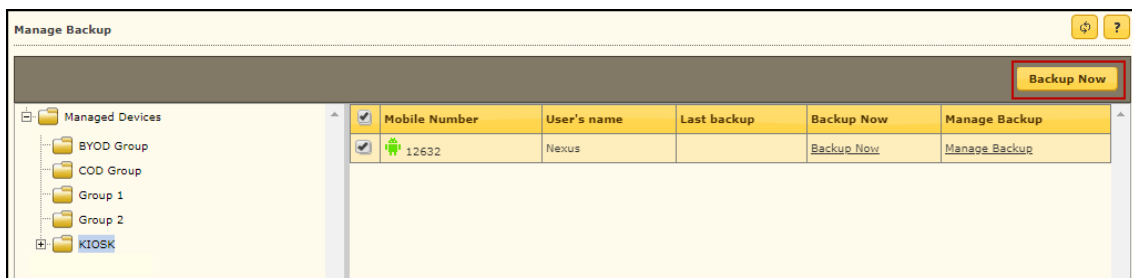 Manage Backup
?
Backup Now
Managed Devices
BYOD Group
COD Group
Group 1
Group 2
KIOSK
Mobile Number User's name Last backup Backup Now Manage Backup
12632 Nexus Backup Now Manage Backup